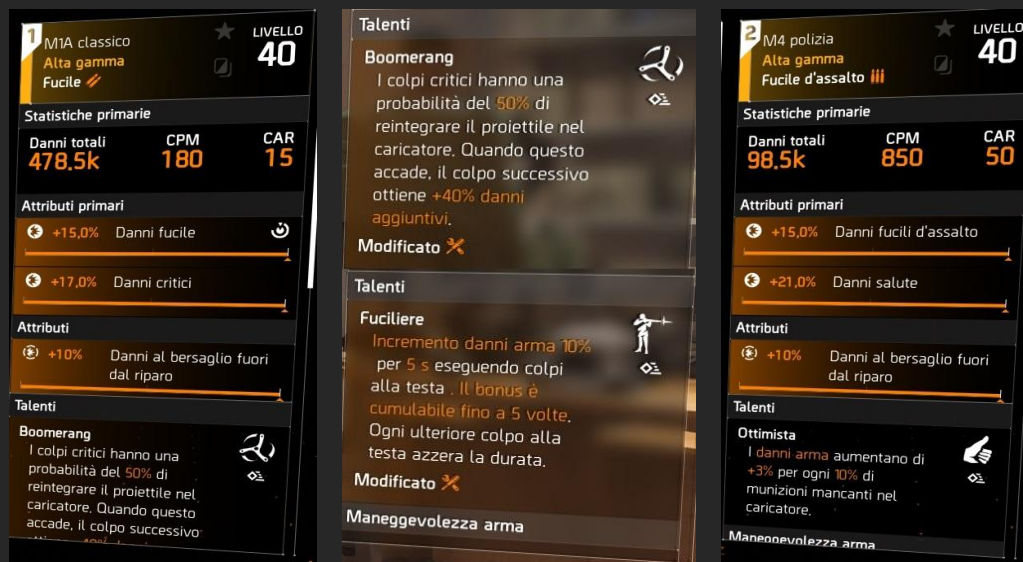 1
M1A classico
Alta gamma
Fucile
LIVELLO
40
Statistiche primarie
Danni totali
478.5k
CPM
180
CAR
15
Attributi primari
+15,0% Danni fucile
+17,0% Danni critici
Attributi
+10% Danni al bersaglio fuori
dal riparo
Talenti
Boomerang
I colpi critici hanno una
probabilità del 50% di
reintegrare il proiettile nel
caricatore. Quando questo
accade, il colpo successivo
Talenti
Boomerang
I colpi critici hanno una
probabilità del 50% di
reintegrare il proiettile nel
caricatore. Quando questo
accade, il colpo successivo
ottiene +40% danni
aggiuntivi.
Modificato
Talenti
Fuciliere
Incremento danni arma 10%
per 5 s eseguendo colpi
alla testa . Il bonus è
cumulabile fino a 5 volte.
Ogni ulteriore colpo alla
testa azzera la durata.
Modificato
Maneggevolezza arma
2
M4 polizia
Alta gamma
Fucile d'assalto
LIVELLO
40
Statistiche primarie
Danni totali
98.5k
CPM
850
CAR
50
Attributi primari
+15,0% Danni fucili d'assalto
+21,0% Danni salute
Attributi
+10% Danni al bersaglio fuori
dal riparo
Talenti
Ottimista
I danni arma aumentano di
+3% per ogni 10% di
munizioni mancanti nel
caricatore.
Maneggevolezza arma